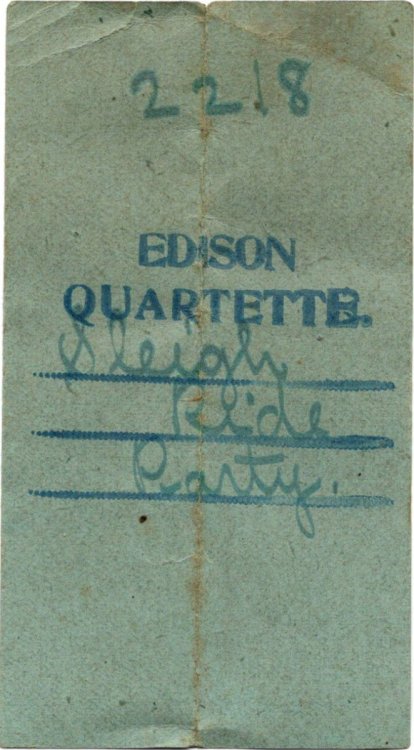 2218
EDISON
QUARTETTE.
Sleigh
Ride
Party.